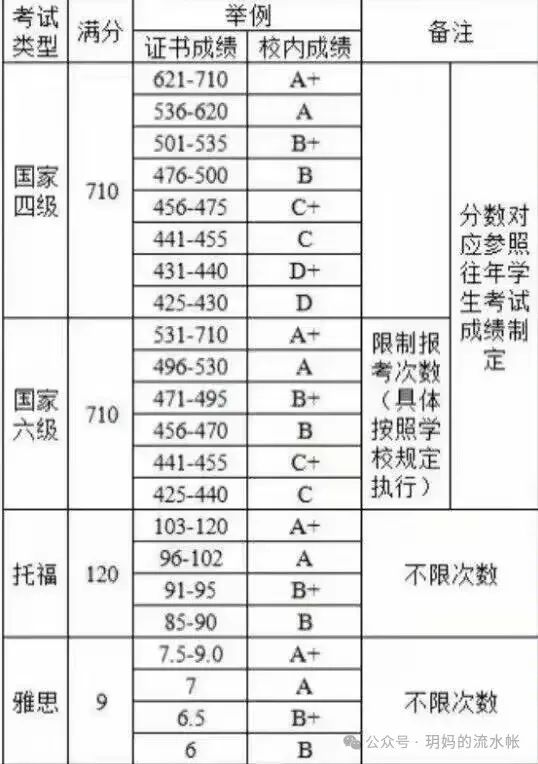 考试类型 满分 举例 备注
证书成绩 校内成绩
国家四级 710
621-710 A+
536-620 A
501-535 B+
476-500 B
456-475 C+
441-455 C
431-440 D+
425-430 D
分数对应参照往年学生考试成绩制定
国家六级 710
531-710 A+
496-530 A
471-495 B+
456-470 B
441-455 C+
425-440 C
限制报考次数（具体按照学校规定执行）
托福 120
103-120 A+
96-102 A
91-95 B+
85-90 B
不限次数
雅思 9
7.5-9.0 A+
7 A
6.5 B+
6 B
不限次数
公众号·玥妈的流水帐